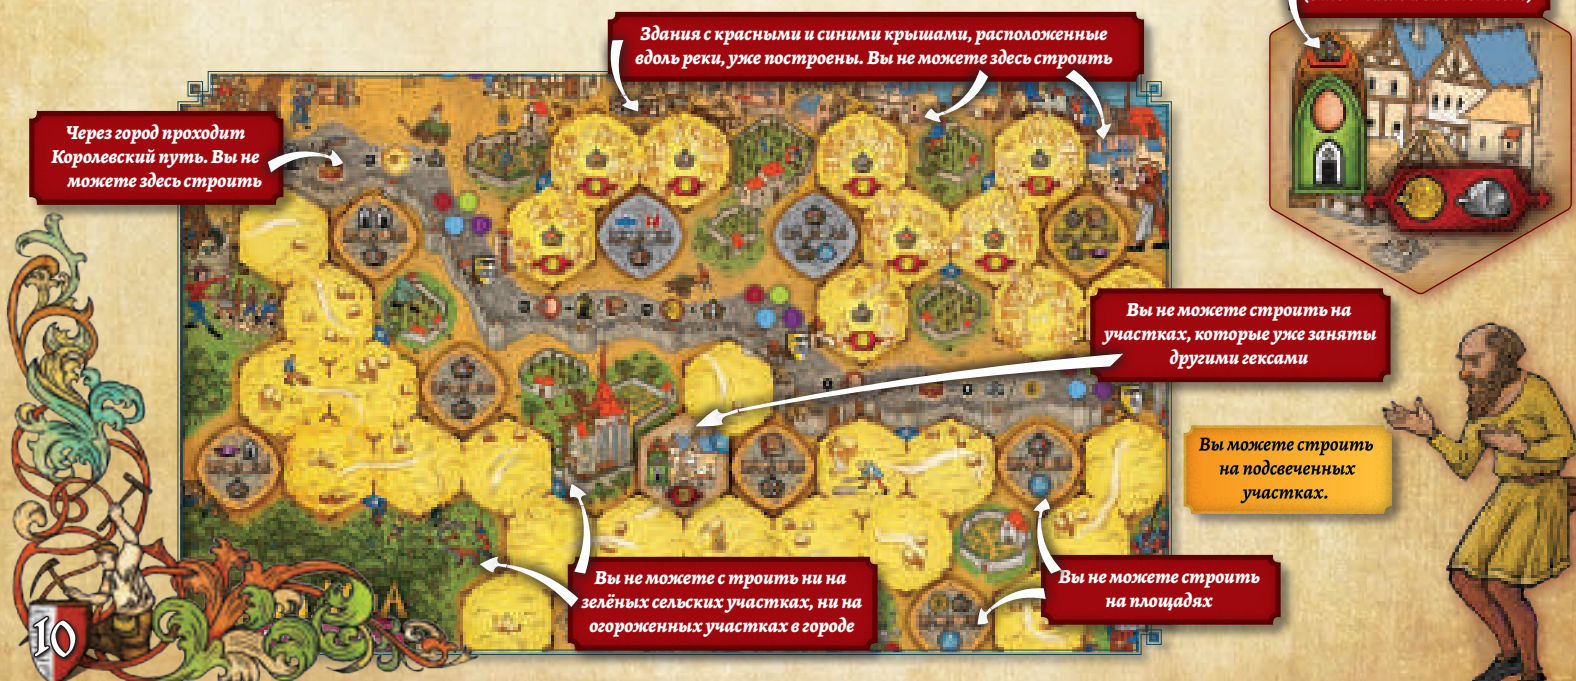 Здания с красными и синими крышами, расположенные
вдоль реки, уже построены. Вы не можете здесь строить
Через город проходит
Королевский путь. Вы не
можете здесь строить
Вы не можете строить на
участках, которые уже заняты
другими гексами
Вы можете строить
на подсвеченных
участках.
Вы не можете с троить ни на
зелёных сельских участках, ни на
огороженных участках в городе
Вы не можете строить
на площадях
10